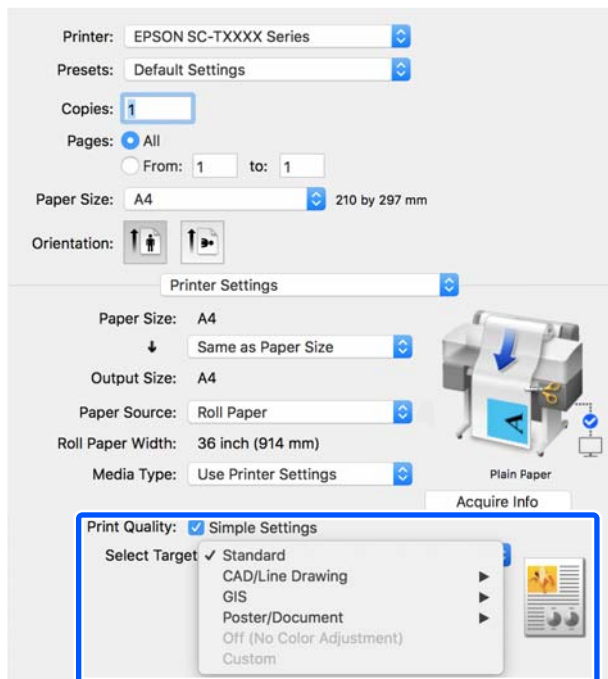 Printer: EPSON SC-TXXXX Series
Presets: Default Settings
Copies: 1
Pages: All
From: 1 to: 1
Paper Size: A4 210 by 297 mm
Orientation:
Printer Settings
Paper Size: A4
Same as Paper Size
Output Size: A4
Paper Source: Roll Paper
Roll Paper Width: 36 inch (914 mm)
Media Type: Use Printer Settings
Plain Paper
Acquire Info
Print Quality: Simple Settings
Select Target Standard
CAD/Line Drawing
GIS
Poster/Document
Off (No Color Adjustment)
Custom